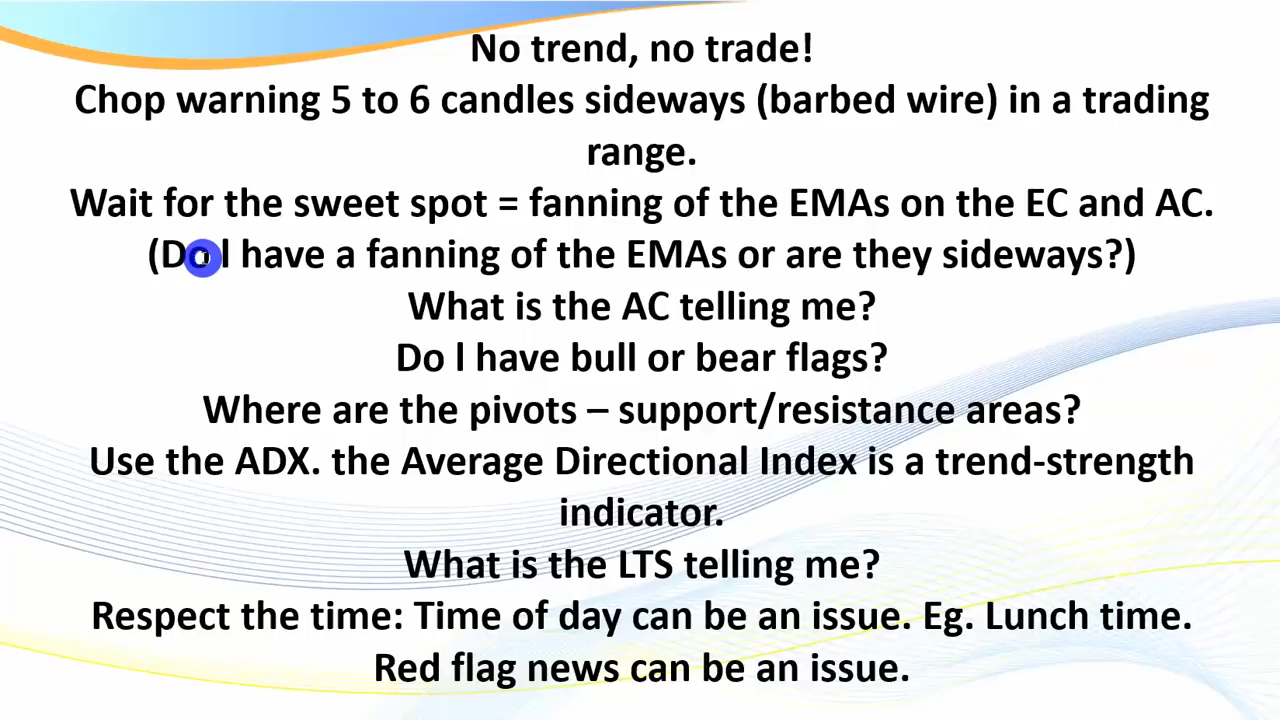 No trend, no trade!
Chop warning 5 to 6 candles sideways (barbed wire) in a trading
range.
Wait for the sweet spot = fanning of the EMAs on the EC and AC.
(Do I have a fanning of the EMAs or are they sideways?)
What is the AC telling me?
Do I have bull or bear flags?
Where are the pivots – support/resistance areas?
Use the ADX. the Average Directional Index is a trend-strength
indicator.
What is the LTS telling me?
Respect the time: Time of day can be an issue. Eg. Lunch time.
Red flag news can be an issue.